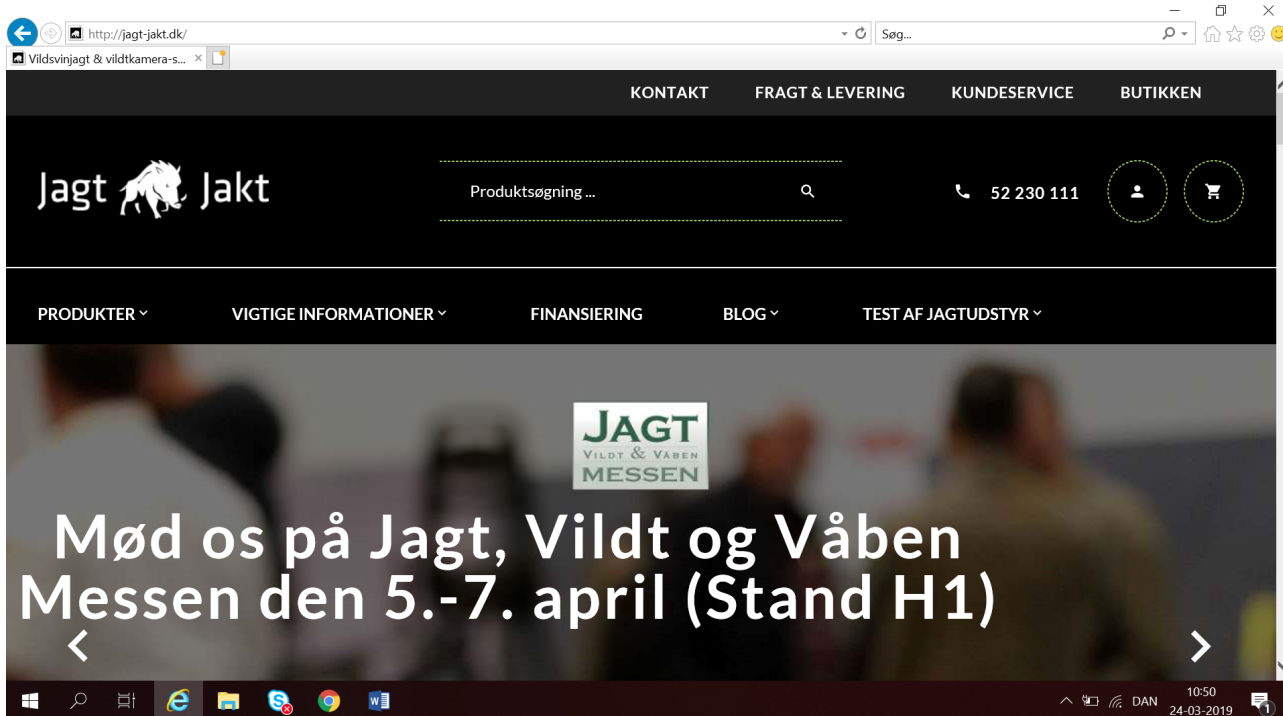 http://jagt-jakt.dk/
Søg...
Vildsvinjagt & vildtkamera-s...
KONTAKT FRAGT & LEVERING KUNDESERVICE BUTIKKEN
Jagt Jakt
Produktsøgning ...
52 230 111
PRODUKTER VIGTIGE INFORMATIONER FINANSIERING BLOG TEST AF JAGTUDSTYR
JAGT
VILDT & VÅBEN
MESSEN
Mød os på Jagt, Vildt og Våben
Messen den 5.-7. april (Stand H1)
DAN
10:50
24-03-2019
1